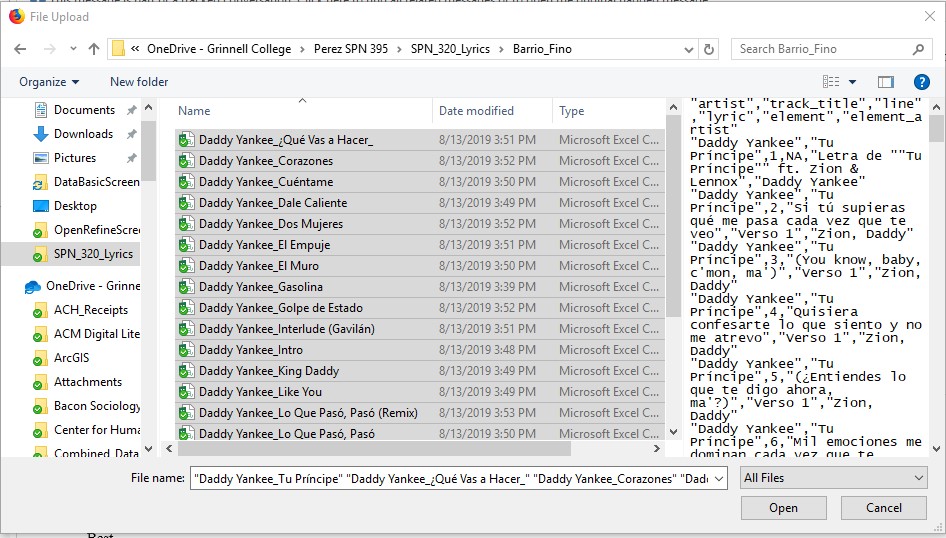 File Upload
« OneDrive - Grinnell College > Perez SPN 395 > SPN_320_Lyrics > Barrio_Fino
Search Barrio_Fino
Organize New folder
Documents
Downloads
Pictures
DataBasicScreen
Desktop
OpenRefineScre
SPN_320_Lyrics
OneDrive - Grinne
ACH_Receipts
ACM Digital Lite
ArcGIS
Attachments
Bacon Sociology
Center for Huma
Combined_Data
Name Date modified Type
Daddy Yankee_¿Qué Vas a Hacer_ 8/13/2019 3:51 PM Microsoft Excel C...
Daddy Yankee_Corazones 8/13/2019 3:52 PM Microsoft Excel C...
Daddy Yankee_Cuéntame 8/13/2019 3:50 PM Microsoft Excel C...
Daddy Yankee_Dale Caliente 8/13/2019 3:49 PM Microsoft Excel C...
Daddy Yankee_Dos Mujeres 8/13/2019 3:52 PM Microsoft Excel C...
Daddy Yankee_El Empuje 8/13/2019 3:51 PM Microsoft Excel C...
Daddy Yankee_El Muro 8/13/2019 3:52 PM Microsoft Excel C...
Daddy Yankee_Gasolina 8/13/2019 3:39 PM Microsoft Excel C...
Daddy Yankee_Golpe de Estado 8/13/2019 3:52 PM Microsoft Excel C...
Daddy Yankee_Interlude (Gavilán) 8/13/2019 3:51 PM Microsoft Excel C...
Daddy Yankee_Intro 8/13/2019 3:48 PM Microsoft Excel C...
Daddy Yankee_King Daddy 8/13/2019 3:49 PM Microsoft Excel C...
Daddy Yankee_Like You 8/13/2019 3:49 PM Microsoft Excel C...
Daddy Yankee_Lo Que Pasó, Pasó (Remix) 8/13/2019 3:53 PM Microsoft Excel C...
Daddy Yankee_Lo Que Pasó, Pasó 8/13/2019 3:50 PM Microsoft Excel C...
"artist","track_title","line"
,"lyric","element","element_a
rtist"
"Daddy Yankee","Tu
Príncipe",1,NA,"Letra de ""Tu
Príncipe"" ft. Zion &
Lennox","Daddy Yankee"
"Daddy Yankee","Tu
Príncipe",2,"Si tú supieras
qué me pasa cada vez que te
veo","Verso 1","Zion, Daddy"
"Daddy Yankee","Tu
Príncipe",3,"(You know, baby,
c'mon, ma')","Verso 1","Zion,
Daddy"
"Daddy Yankee","Tu
Príncipe",4,"Quisiera
confesarte lo que siento y no
me atrevo","Verso 1","Zion,
Daddy"
"Daddy Yankee","Tu
Príncipe",5,"(¿Entiendes lo
que te digo ahora,
ma'?)","Verso 1","Zion,
Daddy"
"Daddy Yankee","Tu
Príncipe",6,"Mil emociones me
dominan cada vez que te
File name: "Daddy Yankee_Tu Príncipe" "Daddy Yankee_¿Qué Vas a Hacer_" "Daddy Yankee_Corazones" "Dadd
All Files
Open Cancel